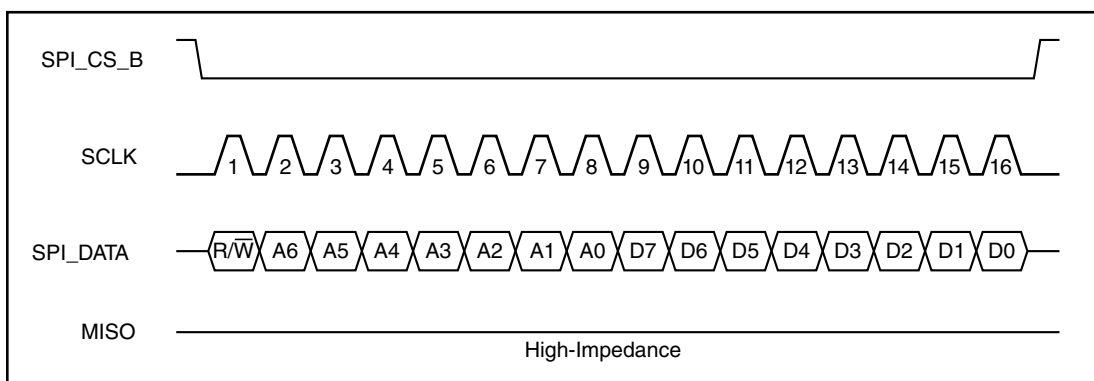 SPI_CS_B
SCLK
1 2 3 4 5 6 7 8 9 10 11 12 13 14 15 16
SPI_DATA
R/W̅ A6 A5 A4 A3 A2 A1 A0 D7 D6 D5 D4 D3 D2 D1 D0
MISO
High-Impedance